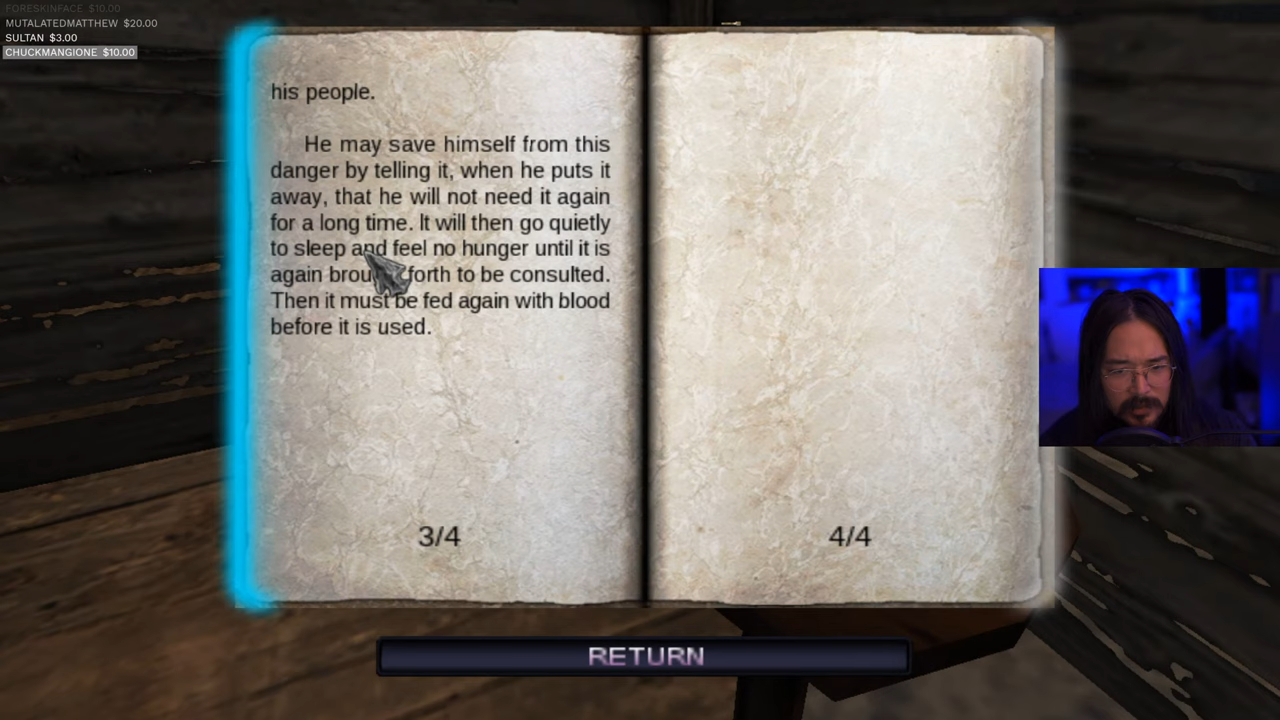 FORESKINFACE $10.00
MUTALATEDMATTHEW $20.00
SULTAN $3.00
CHUCKMANGIONE $10.00
his people.
He may save himself from this
danger by telling it, when he puts it
away, that he will not need it again
for a long time. It will then go quietly
to sleep and feel no hunger until it is
again forth to be consulted.
Then it must be fed again with blood
before it is used.
3/4
4/4
RETURN